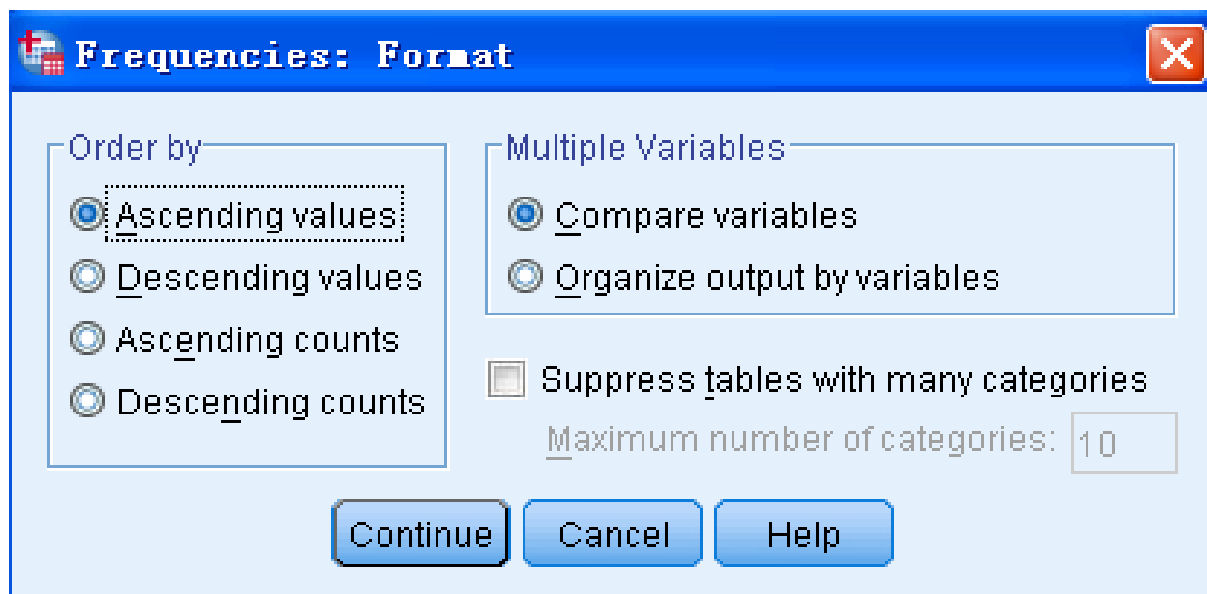 Frequencies: Format
Order by
Ascending values
Descending values
Ascending counts
Descending counts
Multiple Variables
Compare variables
Organize output by variables
Suppress tables with many categories
Maximum number of categories: 10
Continue
Cancel
Help